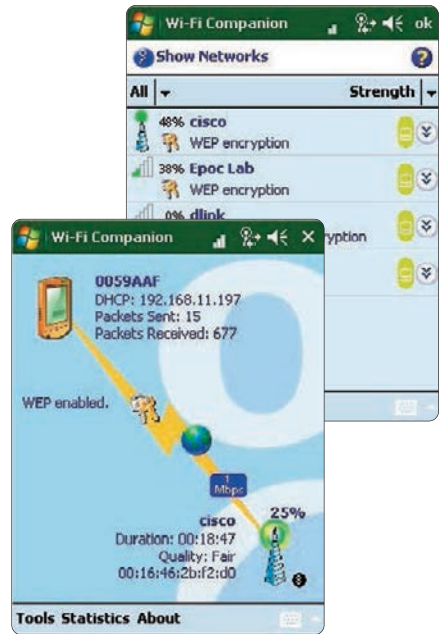 Wi-Fi Companion ok
Show Networks ?
All Strength
48% cisco
WEP encryption
38% Epoc Lab
WEP encryption
0% dlink
ryption
Wi-Fi Companion X
0059AAF
DHCP: 192.168.11.197
Packets Sent: 15
Packets Received: 677
WEP enabled.
1
Mbps
25%
cisco
Duration: 00:18:47
Quality: Fair
00:16:46:2b:f2:d0
Tools Statistics About